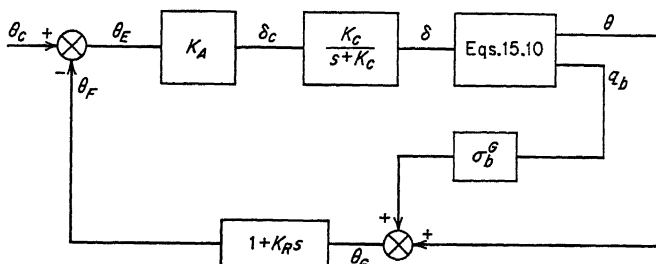 θ_C + θ_E K_A δ_C K_C / (s+K_C) δ Eqs.15.10 θ
− θ_F q_b
σ_b^G
+ +
1+K_R s θ_G